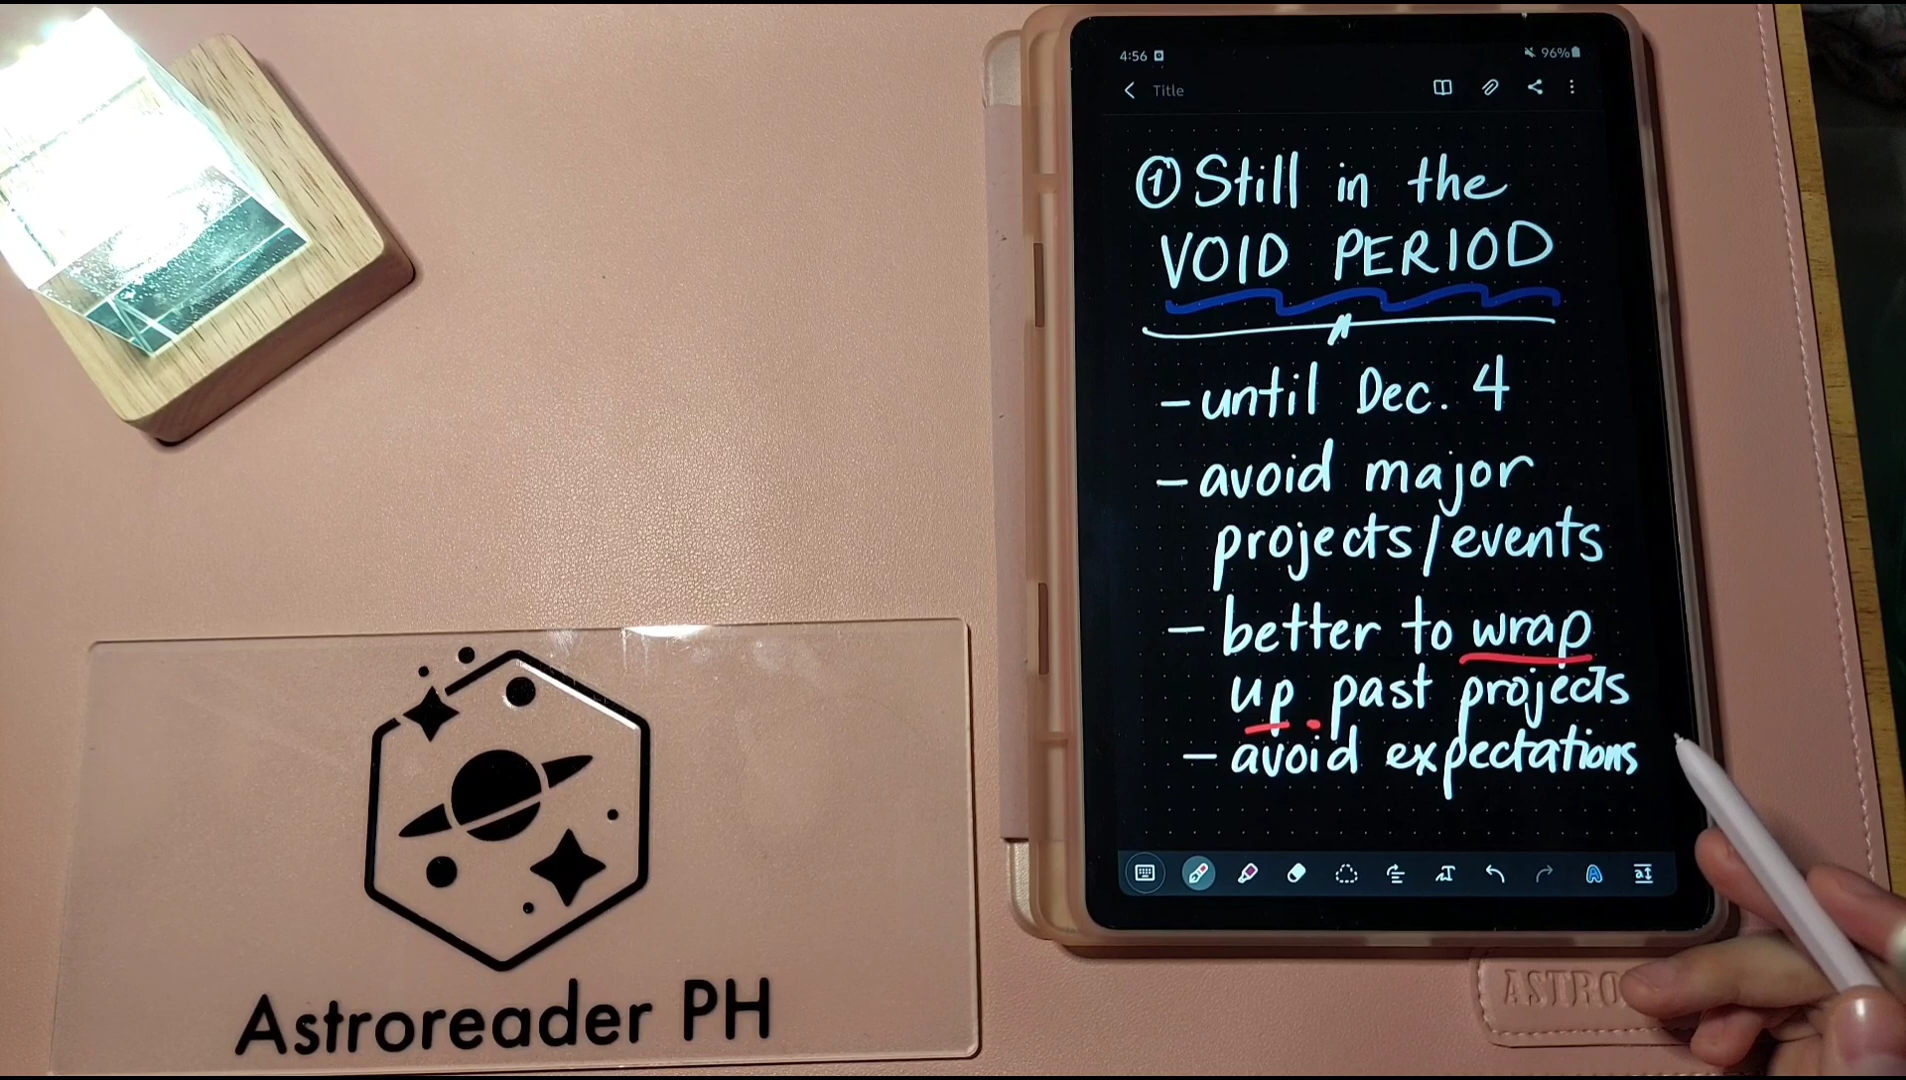 4:56
96%
Title
① Still in the
VOID PERIOD
– until Dec. 4
– avoid major
projects/events
– better to wrap
up past projects
– avoid expectations
Astroreader PH
ASTRO